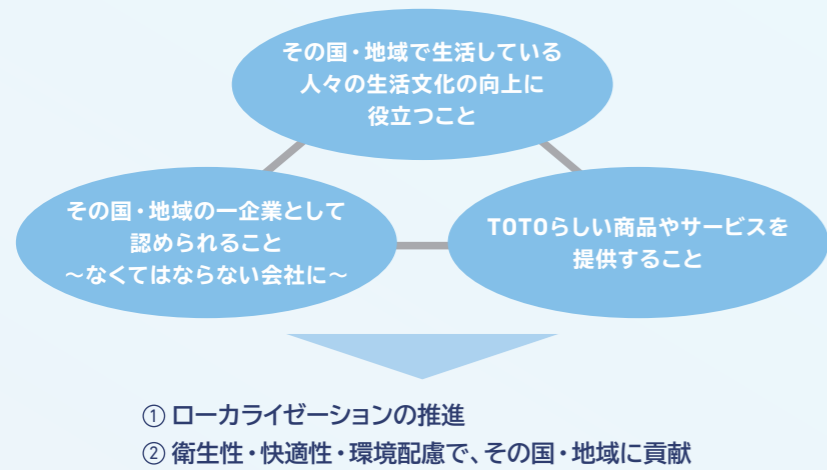 その国・地域で生活している
人々の生活文化の向上に
役立つこと
その国・地域の一企業として
認められること
～なくてはならない会社に～
TOTOらしい商品やサービスを
提供すること
① ローカライゼーションの推進
② 衛生性・快適性・環境配慮で、その国・地域に貢献